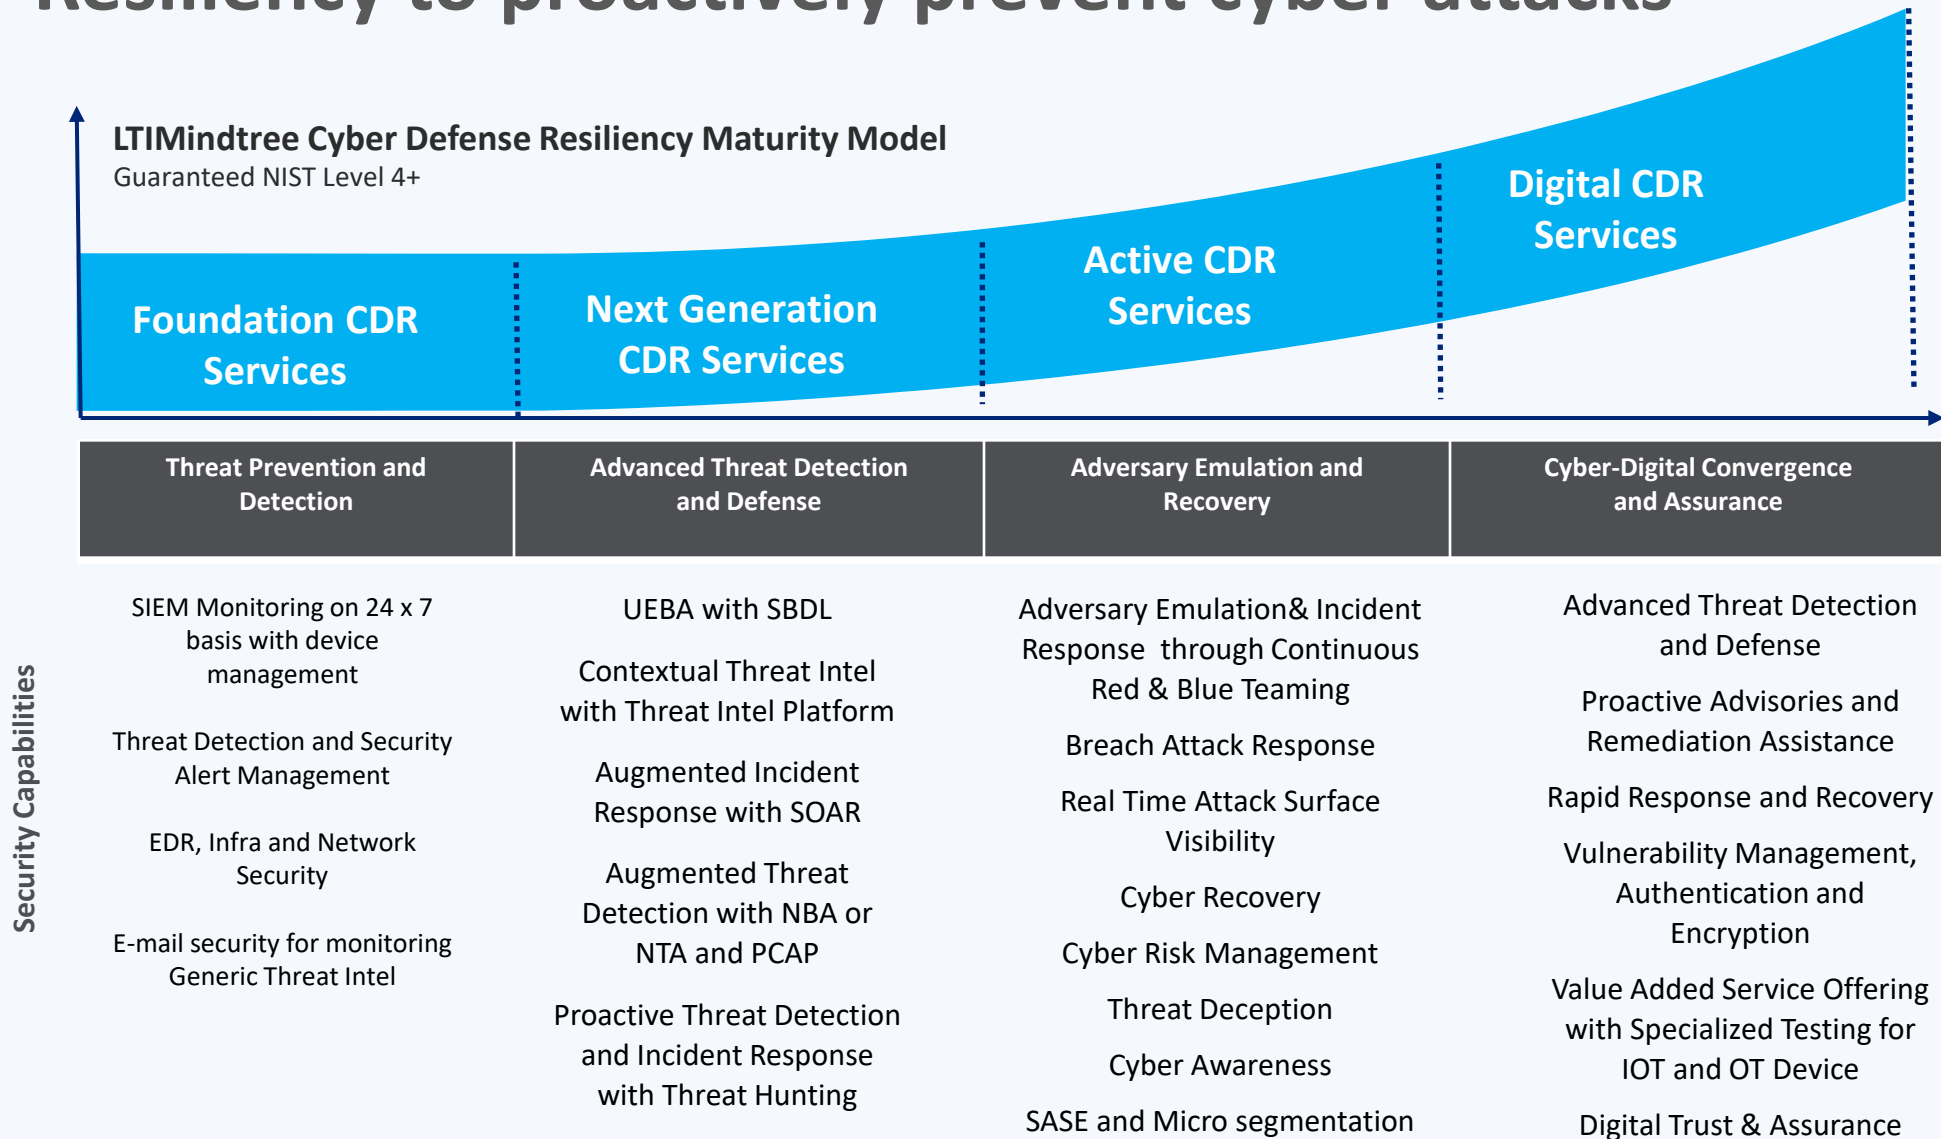 Resiliency to proactively prevent cyber attacks
LTIMindtree Cyber Defense Resiliency Maturity Model
Guaranteed NIST Level 4+
Foundation CDR
Services
Next Generation
CDR Services
Active CDR
Services
Digital CDR
Services
Threat Prevention and
Detection
Advanced Threat Detection
and Defense
Adversary Emulation and
Recovery
Cyber-Digital Convergence
and Assurance
Security Capabilities
SIEM Monitoring on 24 x 7
basis with device
management
Threat Detection and Security
Alert Management
EDR, Infra and Network
Security
E-mail security for monitoring
Generic Threat Intel
UEBA with SBDL
Contextual Threat Intel
with Threat Intel Platform
Augmented Incident
Response with SOAR
Augmented Threat
Detection with NBA or
NTA and PCAP
Proactive Threat Detection
and Incident Response
with Threat Hunting
Adversary Emulation& Incident
Response  through Continuous
Red & Blue Teaming
Breach Attack Response
Real Time Attack Surface
Visibility
Cyber Recovery
Cyber Risk Management
Threat Deception
Cyber Awareness
SASE and Micro segmentation
Advanced Threat Detection
and Defense
Proactive Advisories and
Remediation Assistance
Rapid Response and Recovery
Vulnerability Management,
Authentication and
Encryption
Value Added Service Offering
with Specialized Testing for
IOT and OT Device
Digital Trust & Assurance